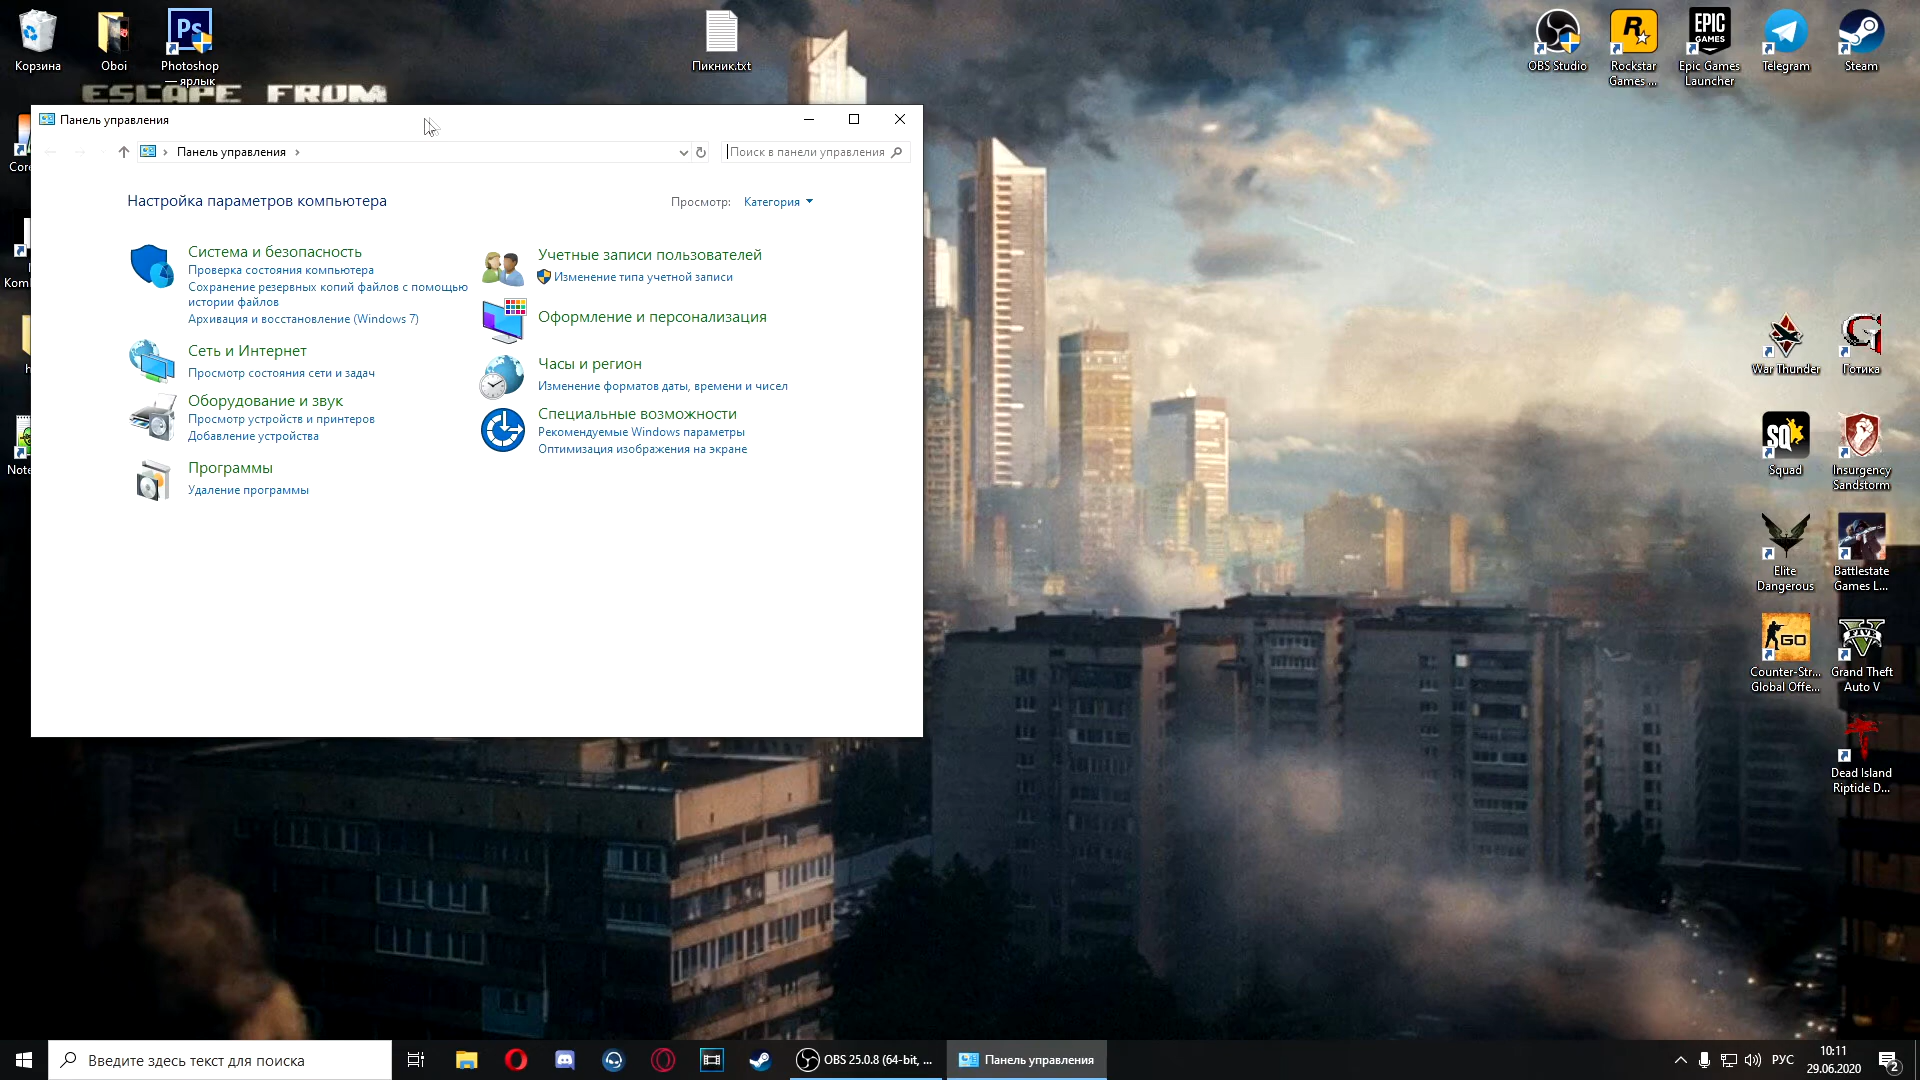 Корзина
Oboi
Photoshop
— ярлык
Пикник.txt
OBS Studio
Rockstar
Games ...
EPIC
GAMES
Epic Games
Launcher
Telegram
Steam
ESCAPE FROM
Панель управления
Панель управления
Поиск в панели управления
Настройка параметров компьютера
Просмотр:
Категория
Система и безопасность
Проверка состояния компьютера
Сохранение резервных копий файлов с помощью
истории файлов
Архивация и восстановление (Windows 7)
Сеть и Интернет
Просмотр состояния сети и задач
Оборудование и звук
Просмотр устройств и принтеров
Добавление устройства
Программы
Удаление программы
Учетные записи пользователей
Изменение типа учетной записи
Оформление и персонализация
Часы и регион
Изменение форматов даты, времени и чисел
Специальные возможности
Рекомендуемые Windows параметры
Оптимизация изображения на экране
War Thunder
Готика
Squad
Insurgency
Sandstorm
Elite
Dangerous
Battlestate
Games L...
Counter-Str...
Global Offe...
Grand Theft
Auto V
Dead Island
Riptide D...
Введите здесь текст для поиска
OBS 25.0.8 (64-bit, ...
Панель управления
РУС
10:11
29.06.2020
2